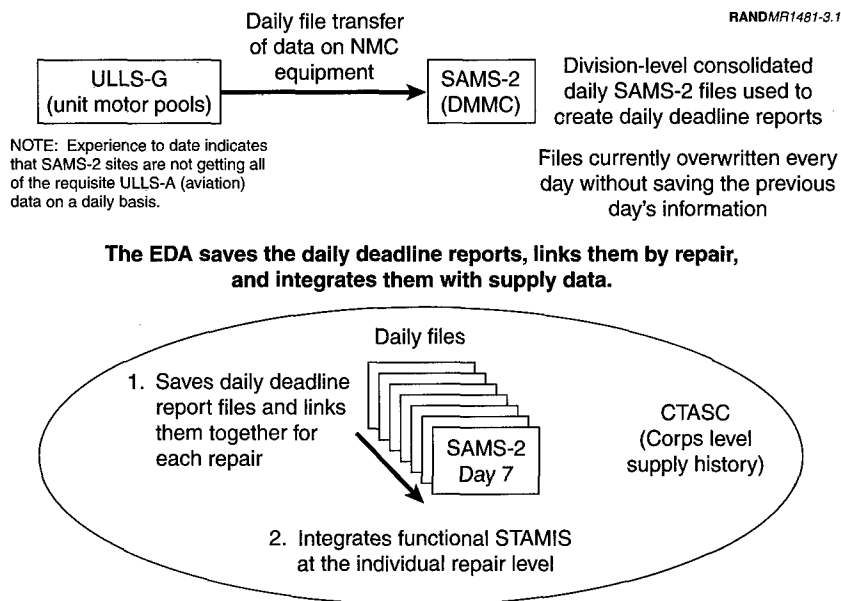 RANDMR1481-3.1
Daily file transfer
of data on NMC
equipment
ULLS-G
(unit motor pools)
SAMS-2
(DMMC)
Division-level consolidated
daily SAMS-2 files used to
create daily deadline reports
NOTE: Experience to date indicates
that SAMS-2 sites are not getting all
of the requisite ULLS-A (aviation)
data on a daily basis.
Files currently overwritten every
day without saving the previous
day's information
The EDA saves the daily deadline reports, links them by repair,
and integrates them with supply data.
Daily files
1. Saves daily deadline
report files and links
them together for
each repair
SAMS-2
Day 7
CTASC
(Corps level
supply history)
2. Integrates functional STAMIS
at the individual repair level